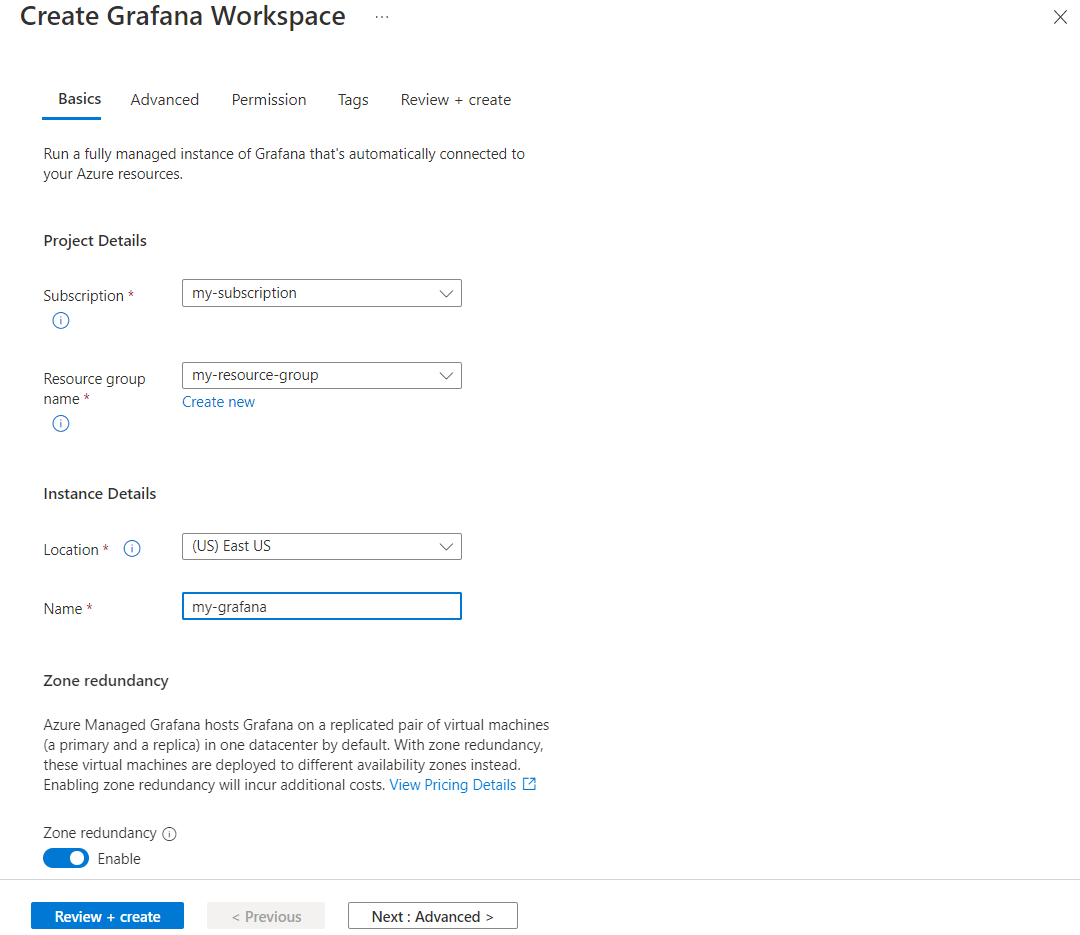 Create Grafana Workspace ...
Basics Advanced Permission Tags Review + create
Run a fully managed instance of Grafana that's automatically connected to
your Azure resources.
Project Details
Subscription * my-subscription
Resource group name * my-resource-group
Create new
Instance Details
Location * (US) East US
Name * my-grafana
Zone redundancy
Azure Managed Grafana hosts Grafana on a replicated pair of virtual machines
(a primary and a replica) in one datacenter by default. With zone redundancy,
these virtual machines are deployed to different availability zones instead.
Enabling zone redundancy will incur additional costs. View Pricing Details
Zone redundancy
Enable
Review + create < Previous Next : Advanced >